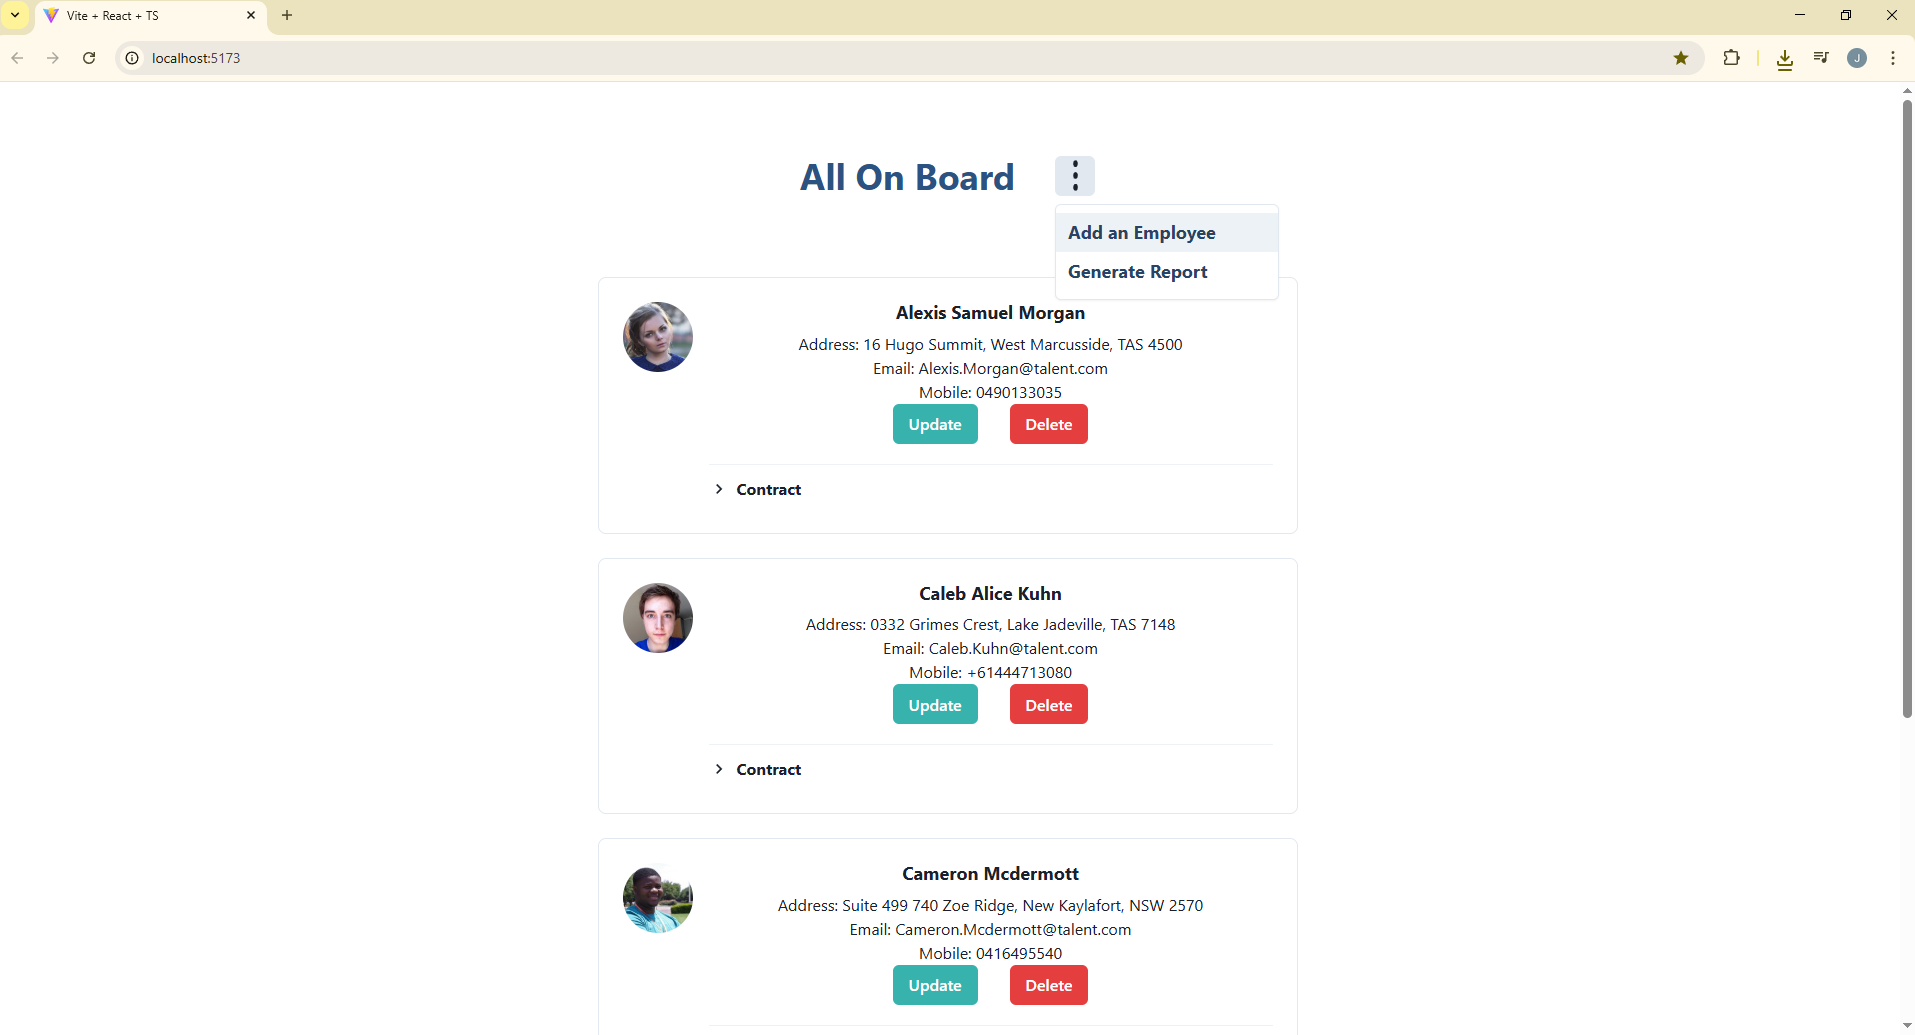 Vite + React + TS
localhost:5173
J
All On Board
Add an Employee
Generate Report
Alexis Samuel Morgan
Address: 16 Hugo Summit, West Marcusside, TAS 4500
Email: Alexis.Morgan@talent.com
Mobile: 0490133035
Update Delete
Contract
Caleb Alice Kuhn
Address: 0332 Grimes Crest, Lake Jadeville, TAS 7148
Email: Caleb.Kuhn@talent.com
Mobile: +61444713080
Update Delete
Contract
Cameron Mcdermott
Address: Suite 499 740 Zoe Ridge, New Kaylafort, NSW 2570
Email: Cameron.Mcdermott@talent.com
Mobile: 0416495540
Update Delete